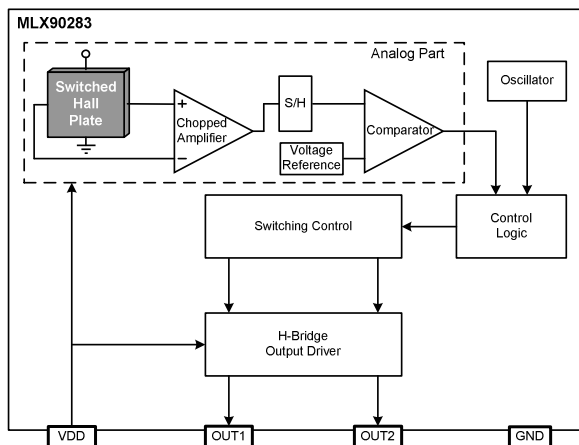 MLX90283
Analog Part
Switched
Hall
Plate
+
−
Chopped
Amplifier
S/H
Voltage
Reference
Comparator
Oscillator
Control
Logic
Switching Control
H-Bridge
Output Driver
VDD
OUT1
OUT2
GND